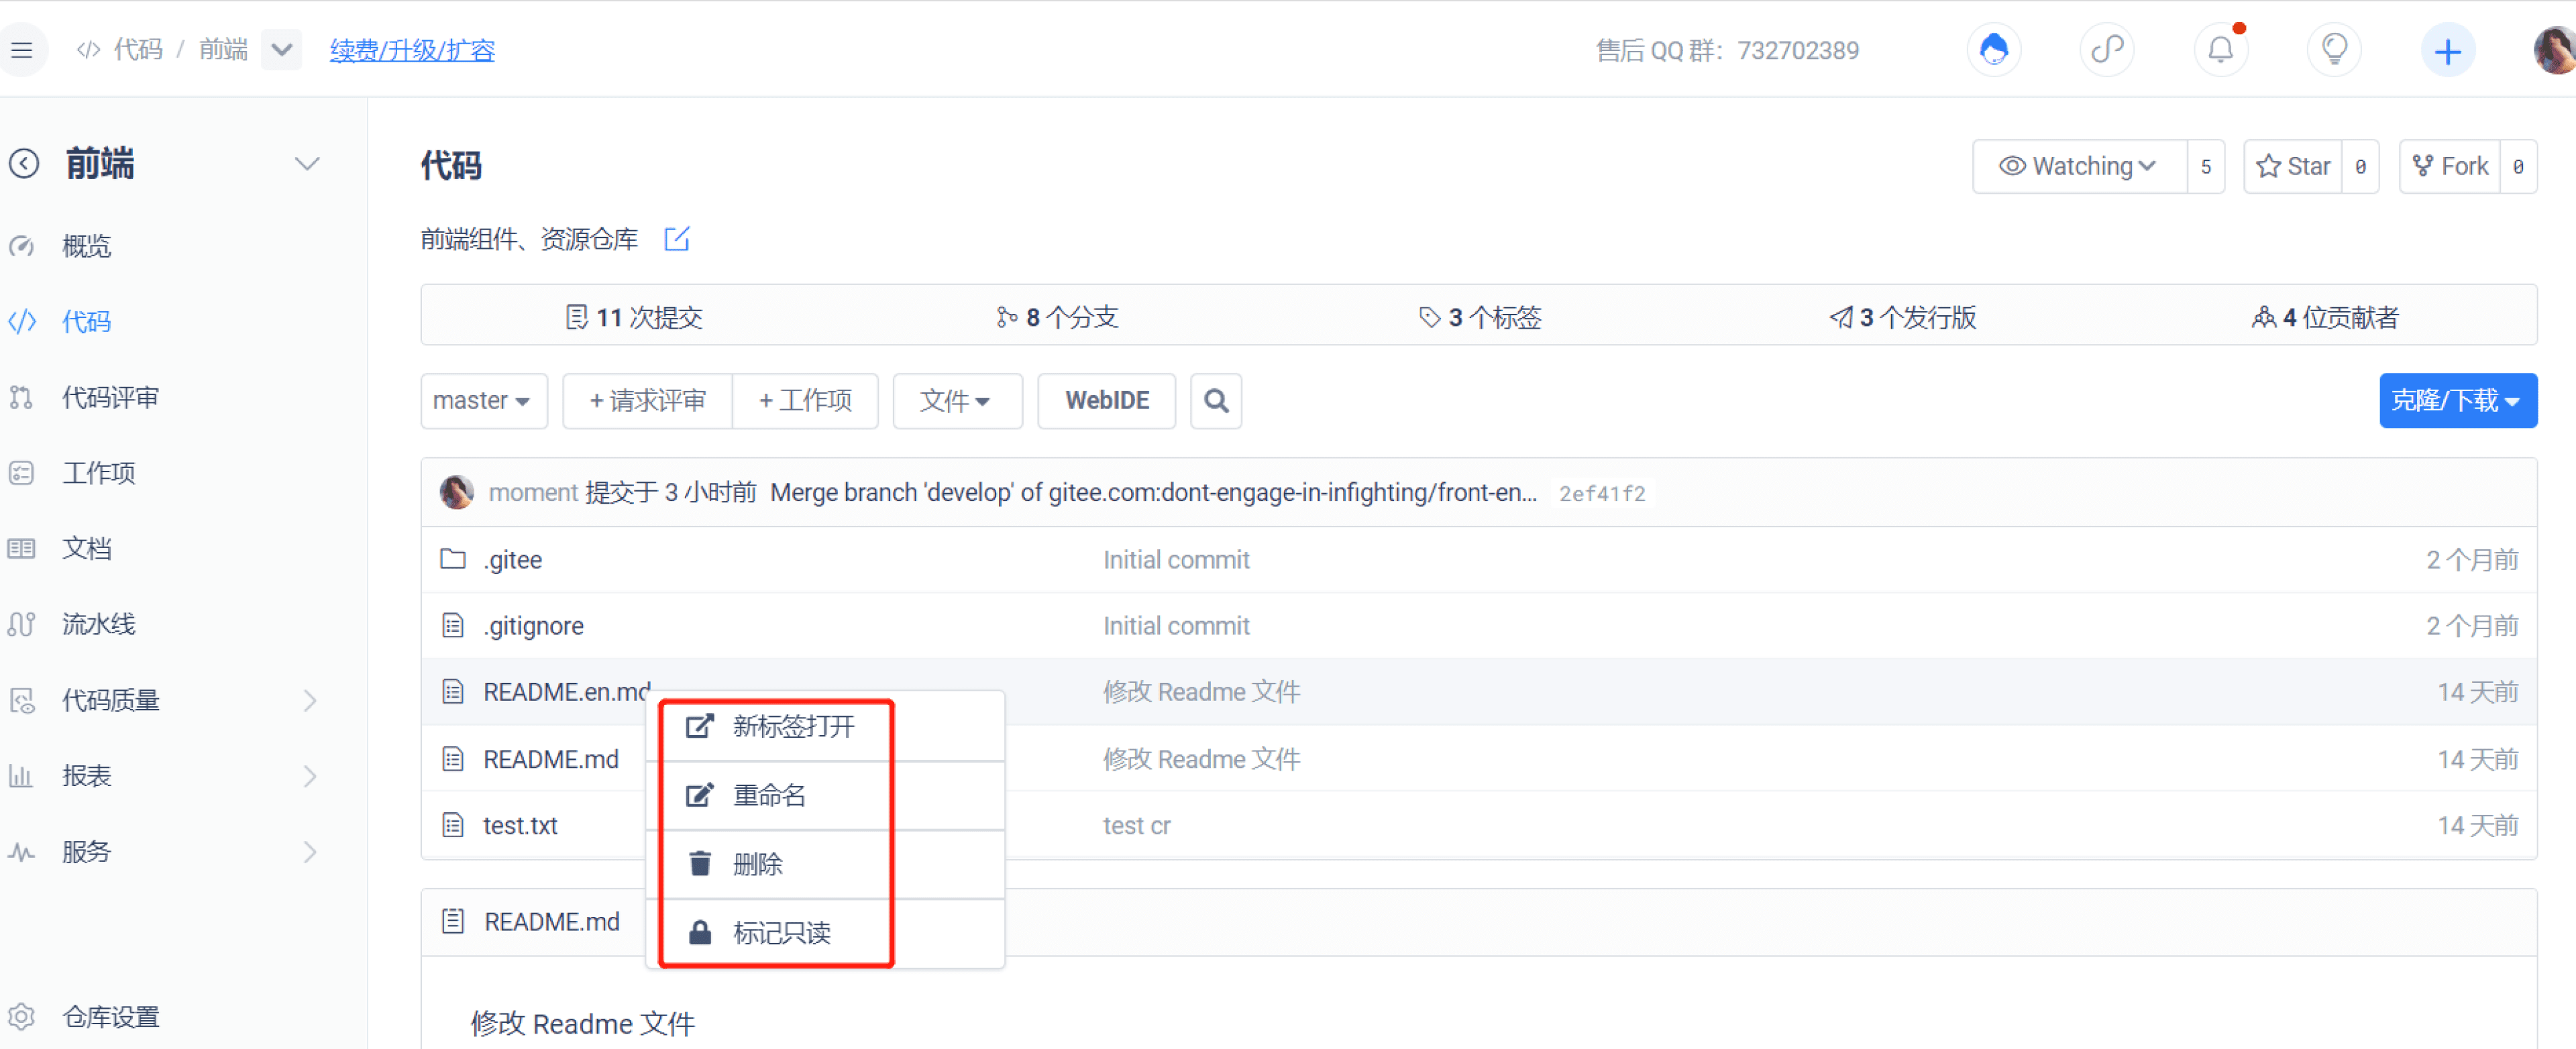 代码 / 前端 续费/升级/扩容 售后 QQ 群：732702389
前端
概览
代码
代码评审
工作项
文档
流水线
代码质量
报表
服务
仓库设置
代码
Watching 5 Star 0 Fork 0
前端组件、资源仓库
11 次提交 8 个分支 3 个标签 3 个发行版 4 位贡献者
master + 请求评审 + 工作项 文件 WebIDE 克隆/下载
moment 提交于 3 小时前 Merge branch 'develop' of gitee.com:dont-engage-in-infighting/front-en... 2ef41f2
.gitee Initial commit 2 个月前
.gitignore Initial commit 2 个月前
README.en.md 修改 Readme 文件 14 天前
README.md 修改 Readme 文件 14 天前
test.txt test cr 14 天前
新标签打开
重命名
删除
标记只读
README.md
修改 Readme 文件